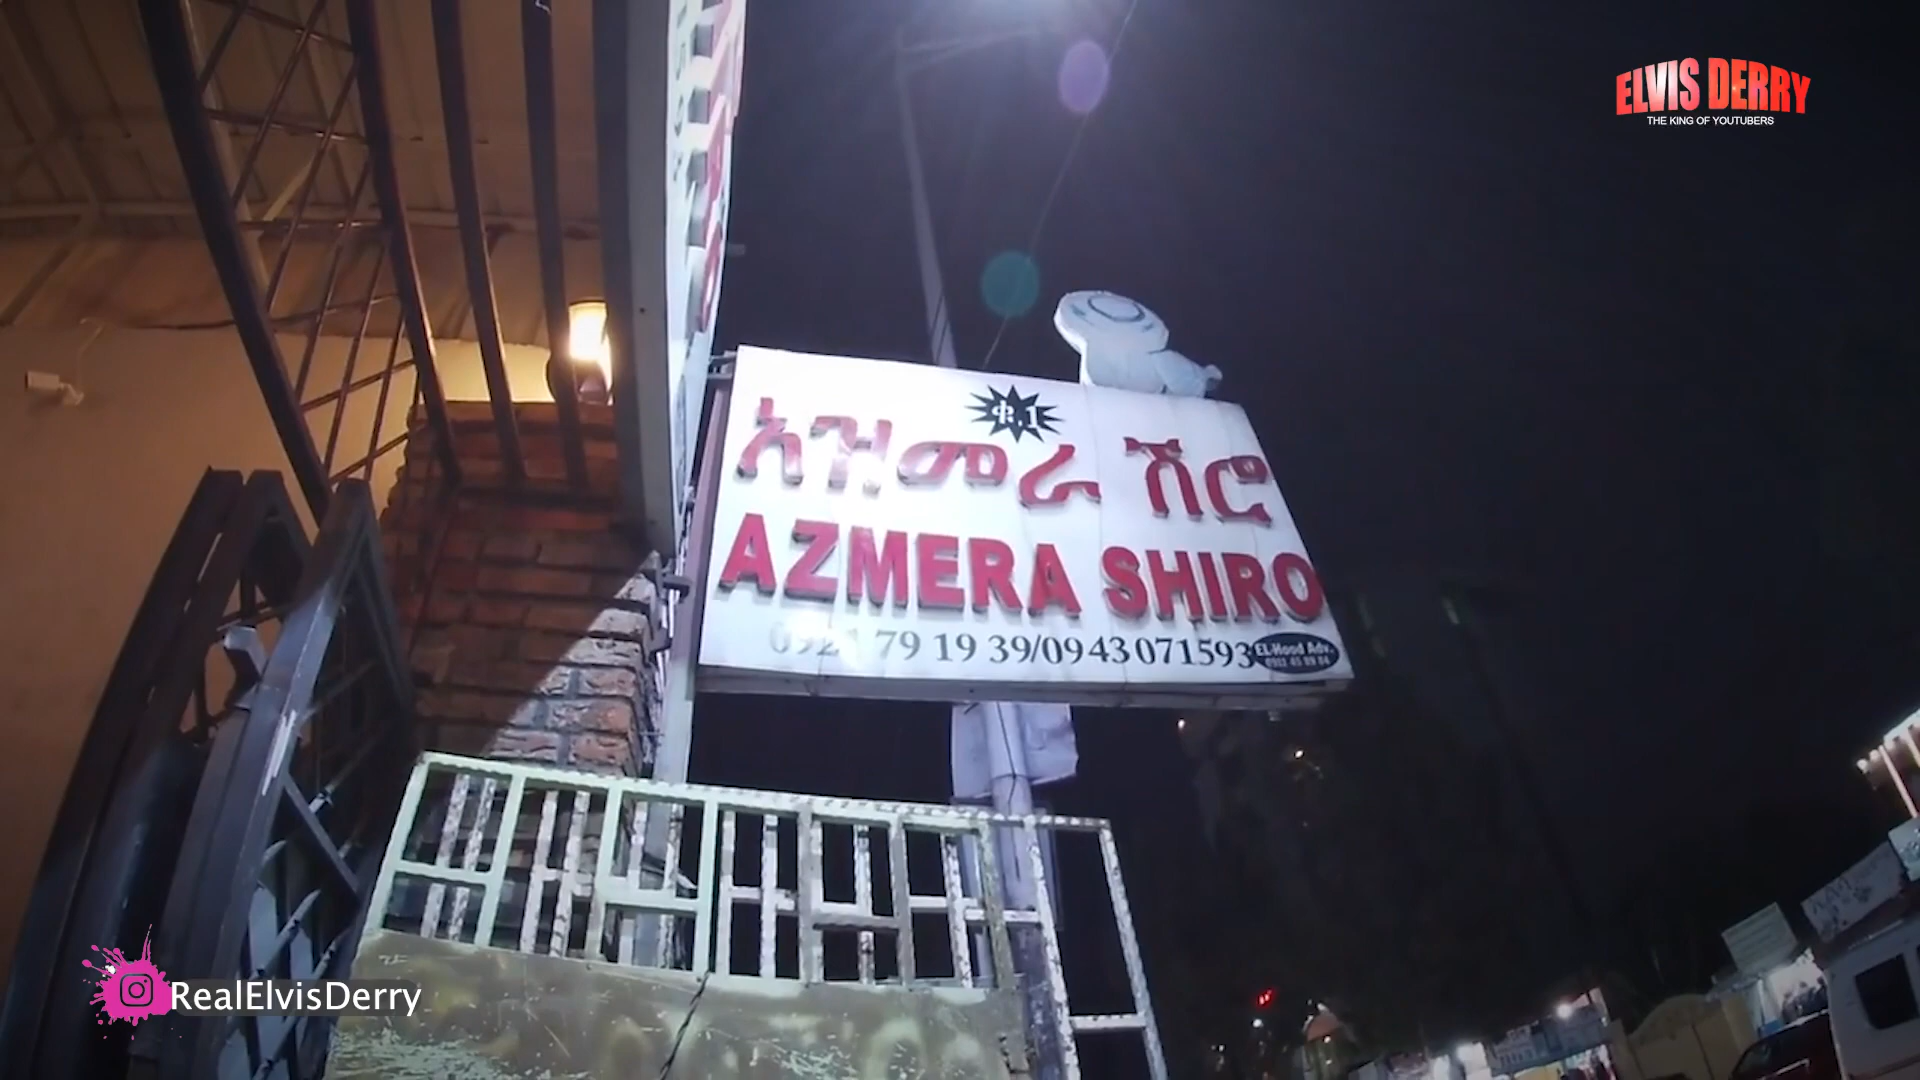 ELVIS DERRY
THE KING OF YOUTUBERS
ቁ.1
አዝመራ ሽሮ
AZMERA SHIRO
79 19 39/0943071593
EL-Hood Adv.
RealElvisDerry